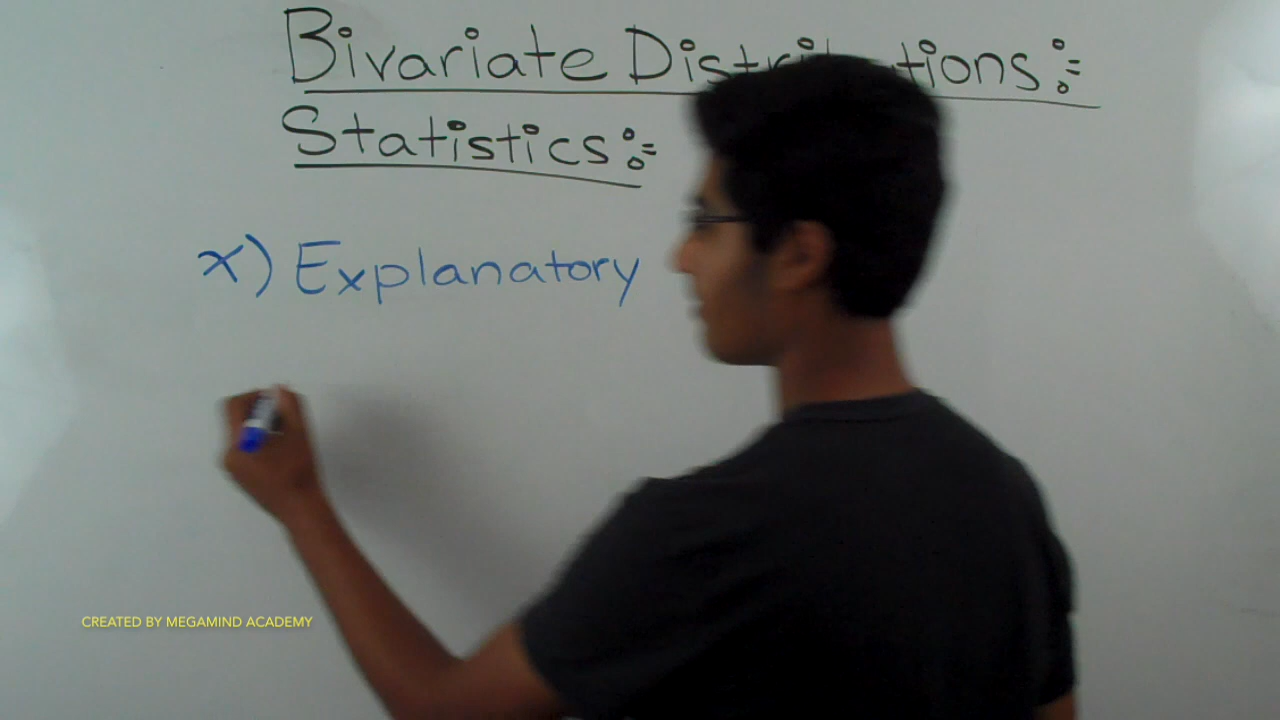 Bivariate Distributions:=
Statistics:=
x) Explanatory
CREATED BY MEGAMIND ACADEMY